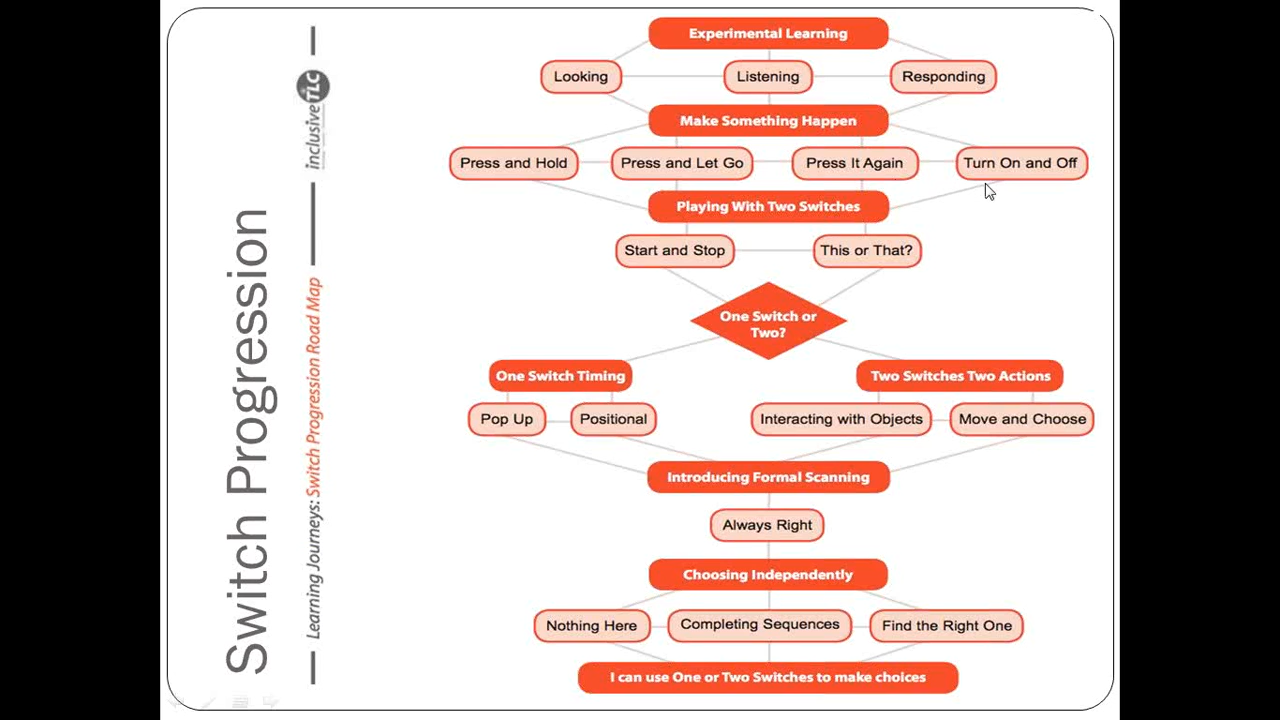 Switch Progression
Learning Journeys: Switch Progression Road Map
inclusive TLC
Experimental Learning
Looking
Listening
Responding
Make Something Happen
Press and Hold
Press and Let Go
Press It Again
Turn On and Off
Playing With Two Switches
Start and Stop
This or That?
One Switch or
Two?
One Switch Timing
Two Switches Two Actions
Pop Up
Positional
Interacting with Objects
Move and Choose
Introducing Formal Scanning
Always Right
Choosing Independently
Nothing Here
Completing Sequences
Find the Right One
I can use One or Two Switches to make choices